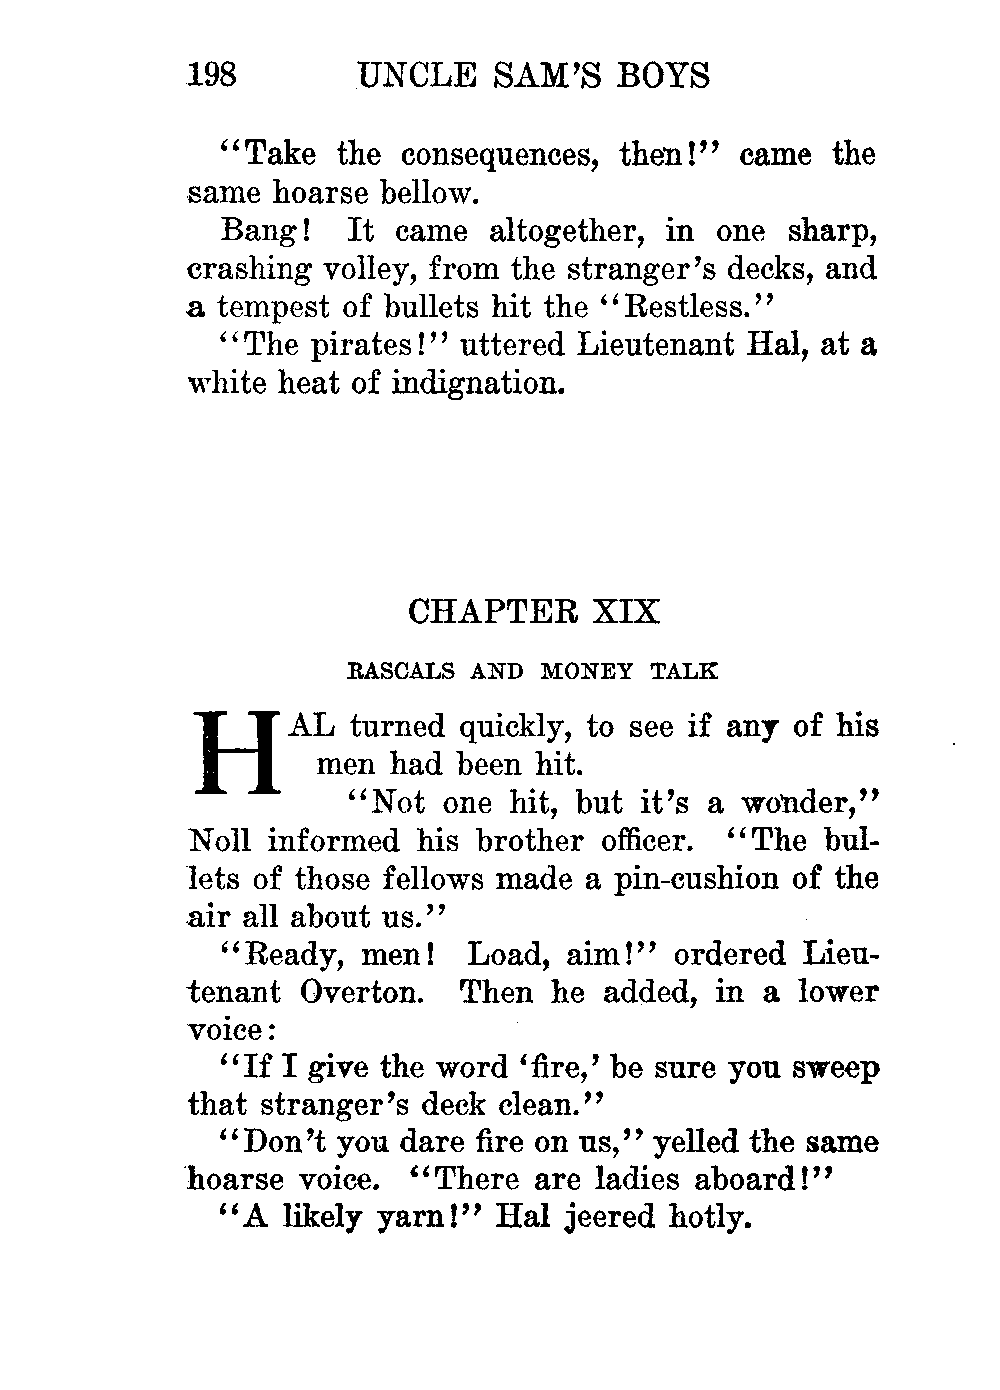 198 UNCLE SAM'S BOYS
“Take the consequences, then!” came the
same hoarse bellow.
Bang! It came altogether, in one sharp,
crashing volley, from the stranger's decks, and
a tempest of bullets hit the “Restless.”
“The pirates!” uttered Lieutenant Hal, at a
white heat of indignation.
CHAPTER XIX
RASCALS AND MONEY TALK
HAL turned quickly, to see if any of his
men had been hit.
“Not one hit, but it's a wonder,”
Noll informed his brother officer. “The bul-
lets of those fellows made a pin-cushion of the
air all about us.”
“Ready, men! Load, aim!” ordered Lieu-
tenant Overton. Then he added, in a lower
voice:
“If I give the word ‘fire,’ be sure you sweep
that stranger's deck clean.”
“Don't you dare fire on us,” yelled the same
hoarse voice. “There are ladies aboard!”
“A likely yarn!” Hal jeered hotly.